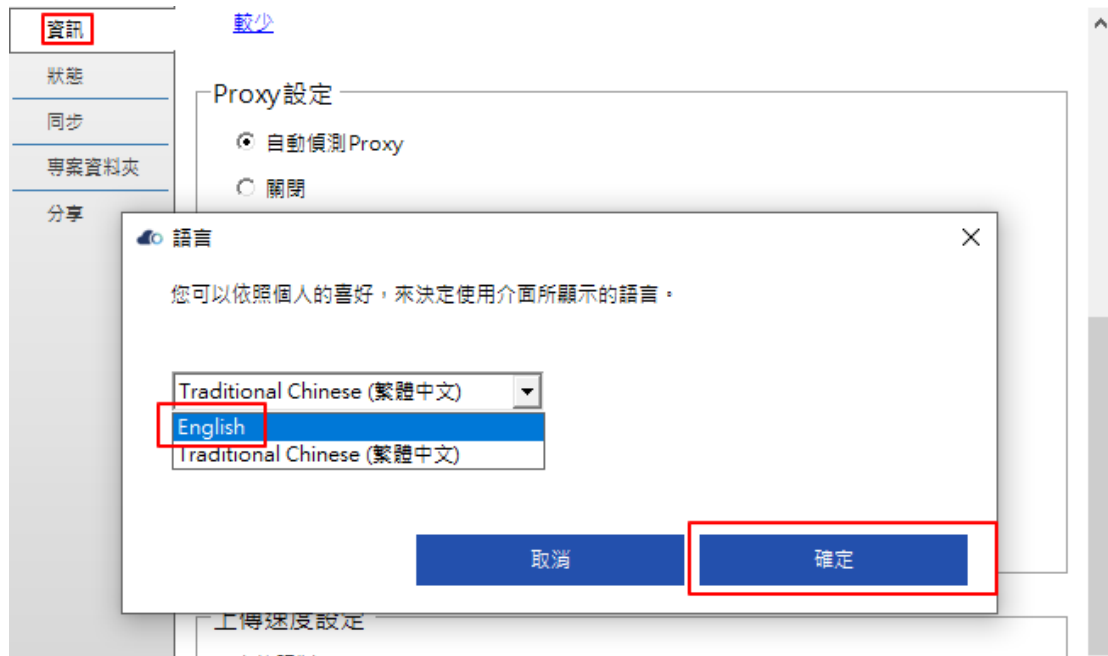 資訊
較少
狀態
同步
專案資料夾
分享
Proxy設定
自動偵測Proxy
關閉
語言
您可以依照個人的喜好，來決定使用介面所顯示的語言。
Traditional Chinese (繁體中文)
English
Traditional Chinese (繁體中文)
取消
確定
上傳速度設定